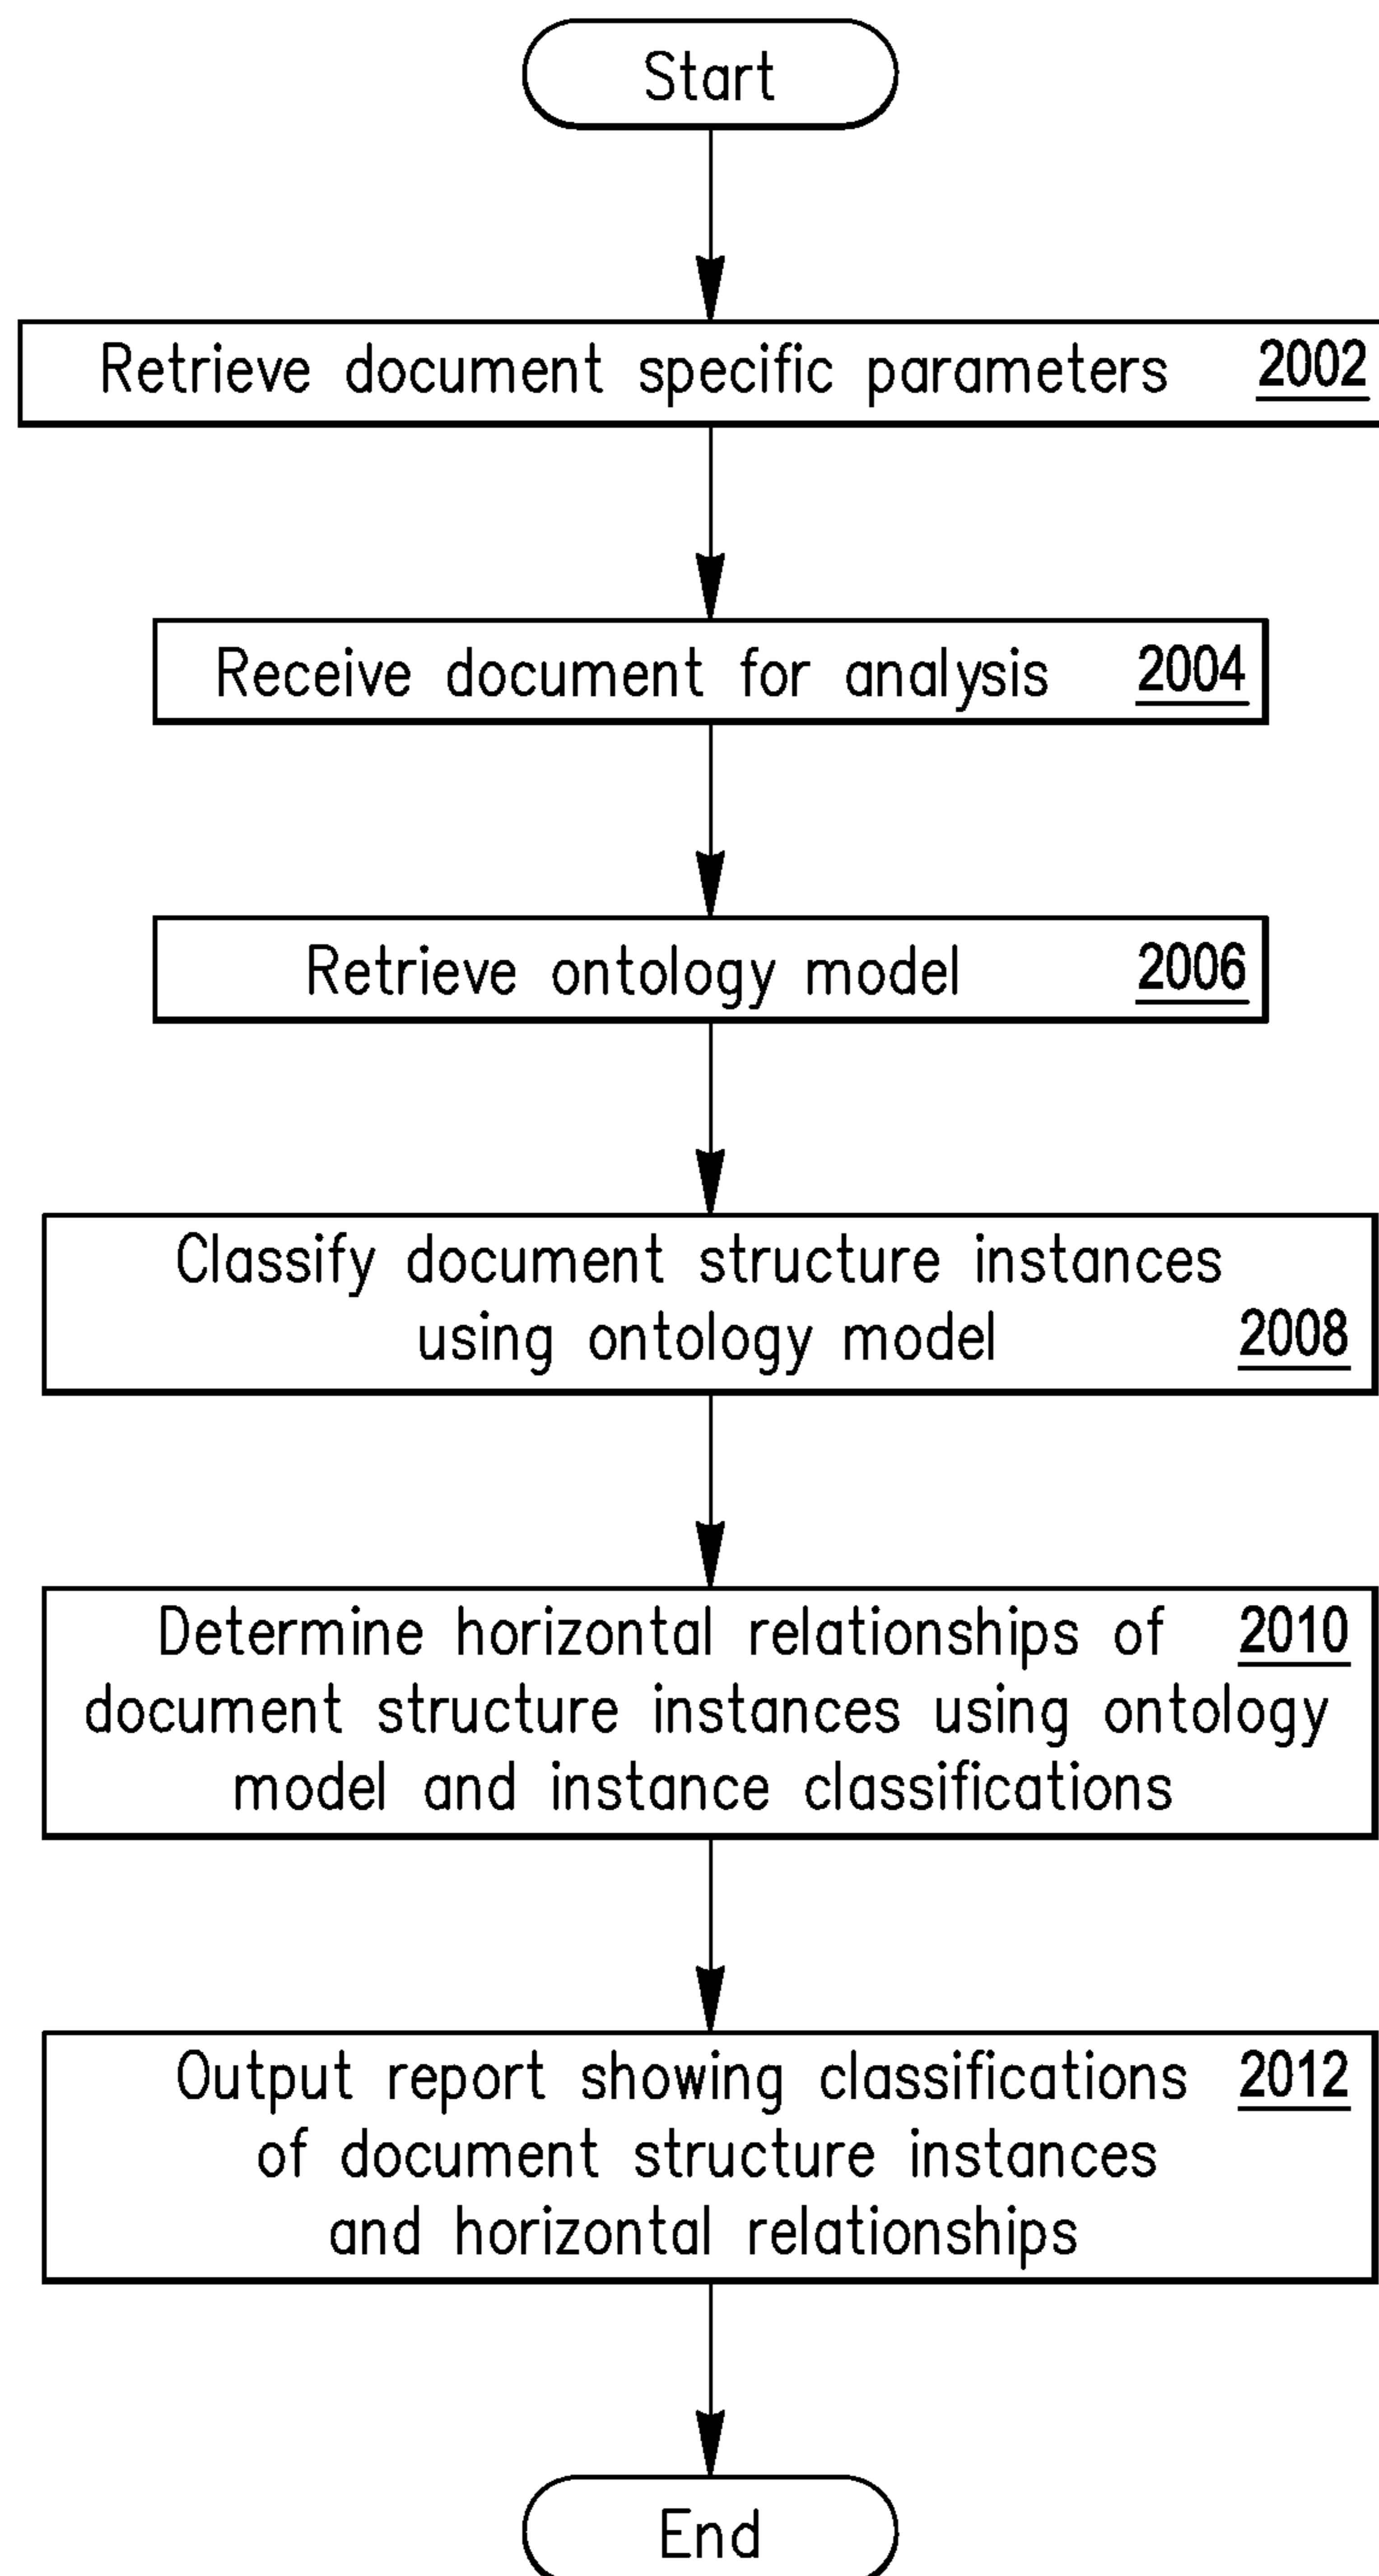 Start
Retrieve document specific parameters 2002
Receive document for analysis 2004
Retrieve ontology model 2006
Classify document structure instances
using ontology model 2008
Determine horizontal relationships of 2010
document structure instances using ontology
model and instance classifications
Output report showing classifications 2012
of document structure instances
and horizontal relationships
End